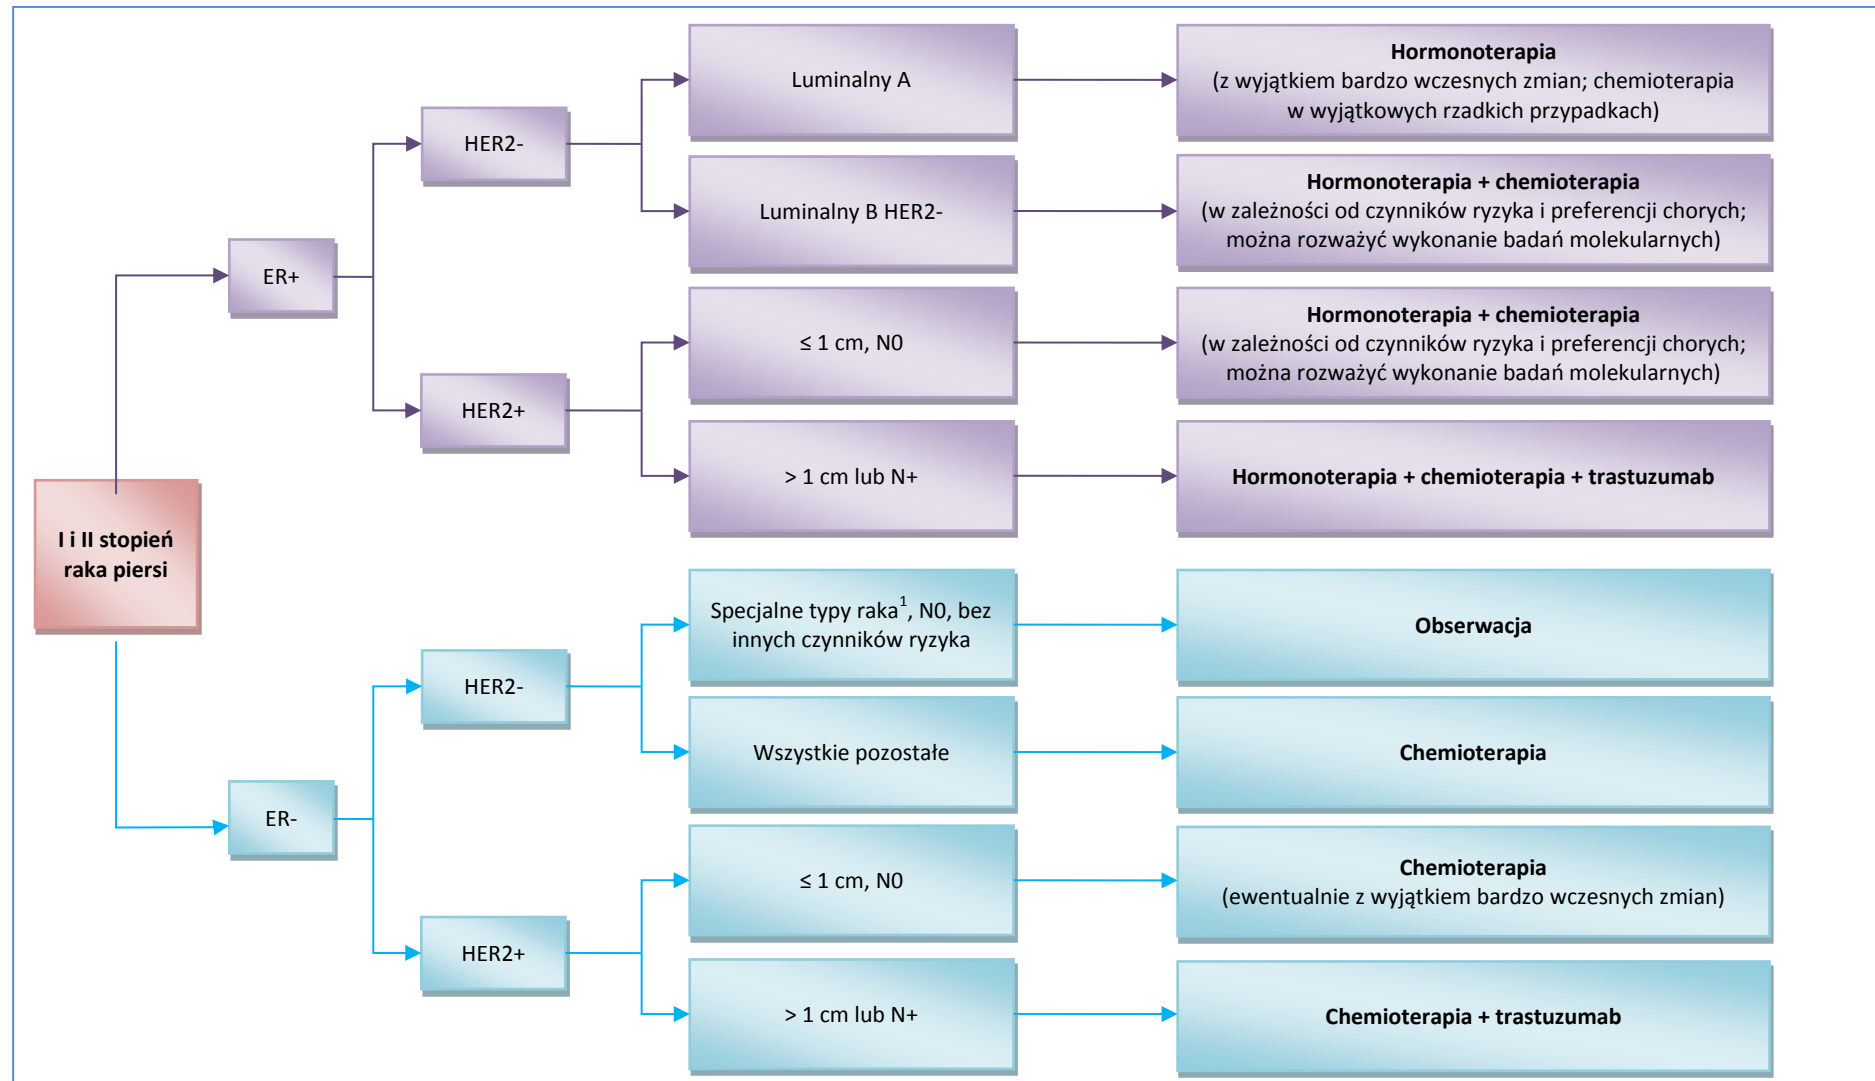 I i II stopień
raka piersi
ER+
HER2-
Luminalny A
Hormonoterapia
(z wyjątkiem bardzo wczesnych zmian; chemioterapia
w wyjątkowych rzadkich przypadkach)
Luminalny B HER2-
Hormonoterapia + chemioterapia
(w zależności od czynników ryzyka i preferencji chorych;
można rozważyć wykonanie badań molekularnych)
HER2+
≤ 1 cm, N0
Hormonoterapia + chemioterapia
(w zależności od czynników ryzyka i preferencji chorych;
można rozważyć wykonanie badań molekularnych)
> 1 cm lub N+
Hormonoterapia + chemioterapia + trastuzumab
ER-
HER2-
Specjalne typy raka¹, N0, bez
innych czynników ryzyka
Obserwacja
Wszystkie pozostałe
Chemioterapia
HER2+
≤ 1 cm, N0
Chemioterapia
(ewentualnie z wyjątkiem bardzo wczesnych zmian)
> 1 cm lub N+
Chemioterapia + trastuzumab